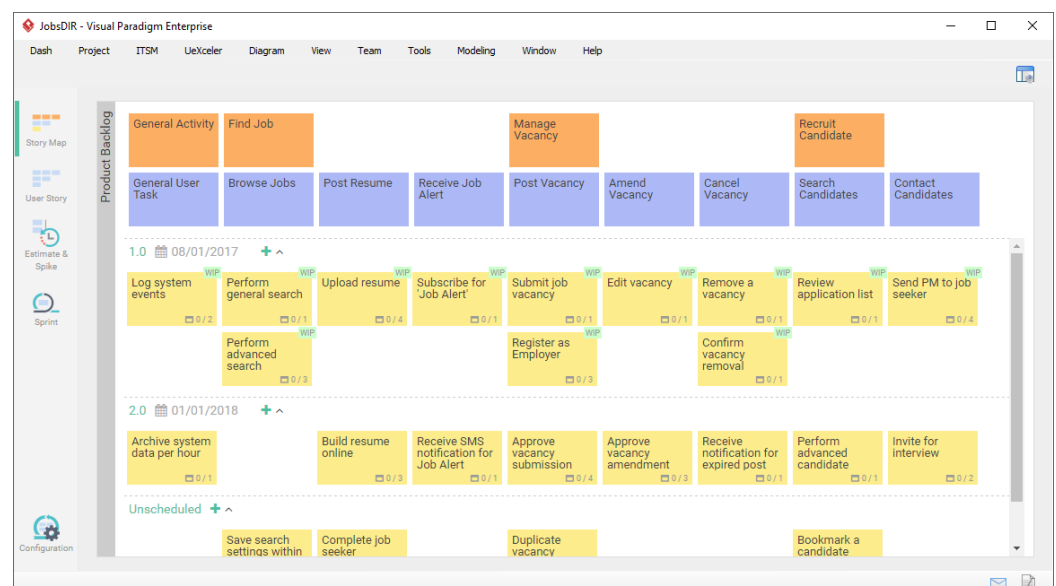 JobsDIR - Visual Paradigm Enterprise
Dash Project ITSM UeXceler Diagram View Team Tools Modeling Window Help
Story Map
User Story
Estimate &
Spike
Sprint
Configuration
Product Backlog
General Activity
Find Job
Manage
Vacancy
Recruit
Candidate
General User
Task
Browse Jobs
Post Resume
Receive Job
Alert
Post Vacancy
Amend
Vacancy
Cancel
Vacancy
Search
Candidates
Contact
Candidates
1.0 08/01/2017
WIP
Log system
events
0 / 2
WIP
Perform
general search
0 / 1
WIP
Upload resume
0 / 4
WIP
Subscribe for
'Job Alert'
0 / 1
WIP
Submit job
vacancy
0 / 1
WIP
Edit vacancy
0 / 1
WIP
Remove a
vacancy
0 / 1
WIP
Review
application list
0 / 1
WIP
Send PM to job
seeker
0 / 4
WIP
Perform
advanced
search
0 / 3
WIP
Register as
Employer
0 / 3
WIP
Confirm
vacancy
removal
0 / 1
2.0 01/01/2018
Archive system
data per hour
0 / 1
Build resume
online
0 / 3
Receive SMS
notification for
Job Alert
0 / 1
Approve
vacancy
submission
0 / 4
Approve
vacancy
amendment
0 / 3
Receive
notification for
expired post
0 / 1
Perform
advanced
candidate
0 / 1
Invite for
interview
0 / 2
Unscheduled
Save search
settings within
Complete job
seeker
Duplicate
vacancy
Bookmark a
candidate